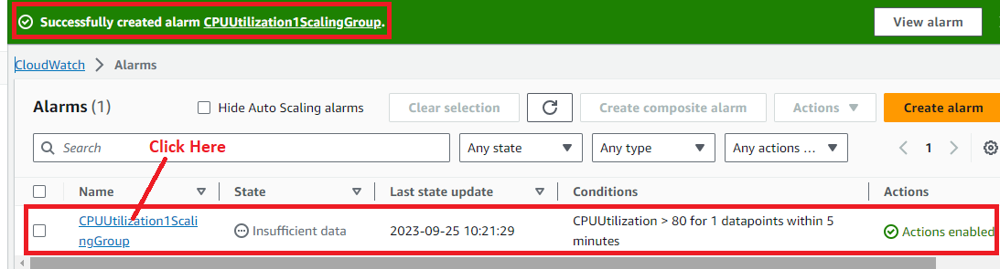 Successfully created alarm CPUUtilization1ScalingGroup.
View alarm
CloudWatch > Alarms
Alarms (1)
Hide Auto Scaling alarms
Clear selection
Create composite alarm
Actions
Create alarm
Search
Click Here
Any state
Any type
Any actions ...
1
Name
State
Last state update
Conditions
Actions
CPUUtilization1Scali
ngGroup
Insufficient data
2023-09-25 10:21:29
CPUUtilization > 80 for 1 datapoints within 5
minutes
Actions enabled